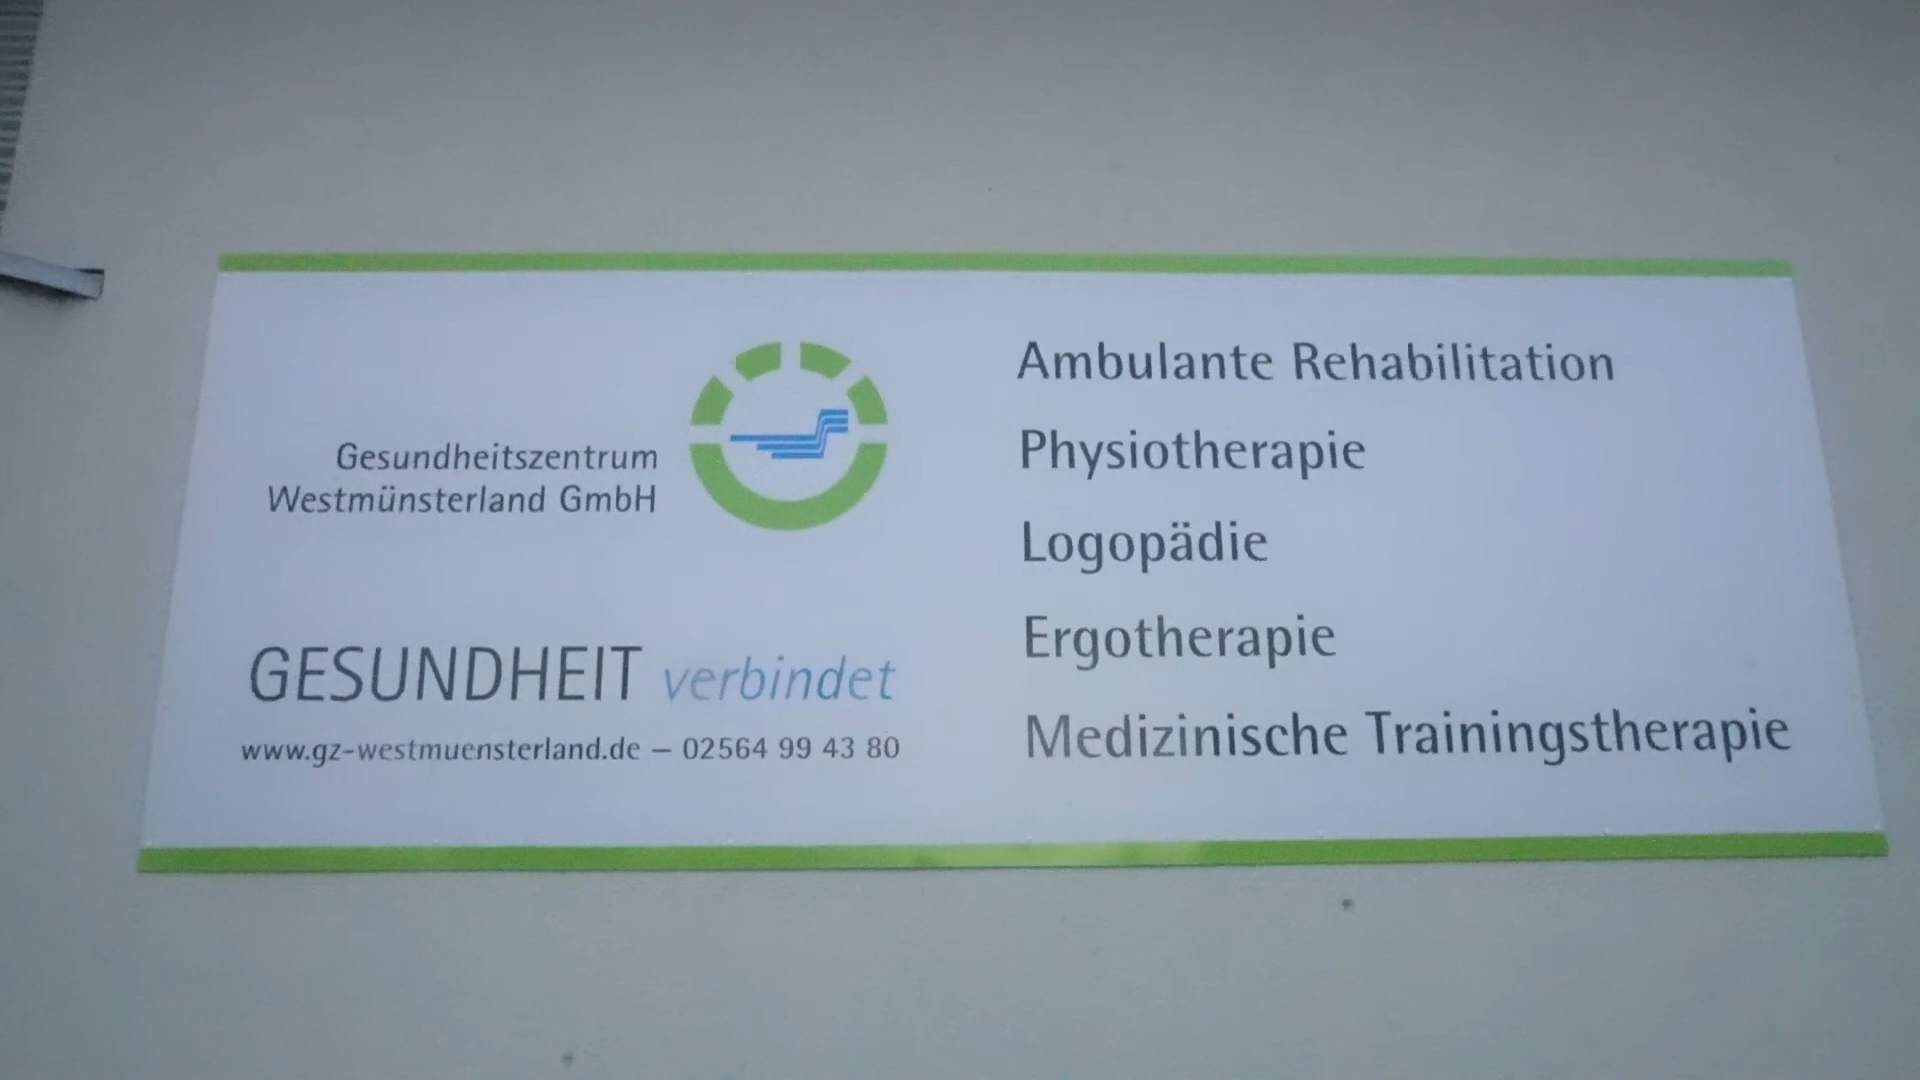 Gesundheitszentrum
Westmünsterland GmbH
GESUNDHEIT verbindet
www.gz-westmuensterland.de – 02564 99 43 80
Ambulante Rehabilitation
Physiotherapie
Logopädie
Ergotherapie
Medizinische Trainingstherapie